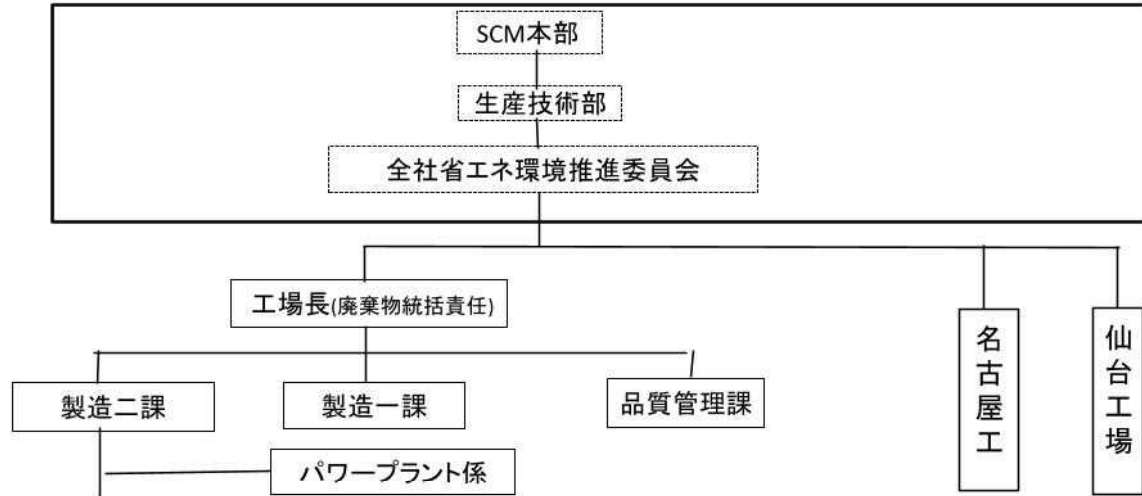 SCM本部
生産技術部
全社省エネ環境推進委員会
工場長(廃棄物統括責任)
製造二課
製造一課
品質管理課
名古屋工
仙台工場
パワープラント係